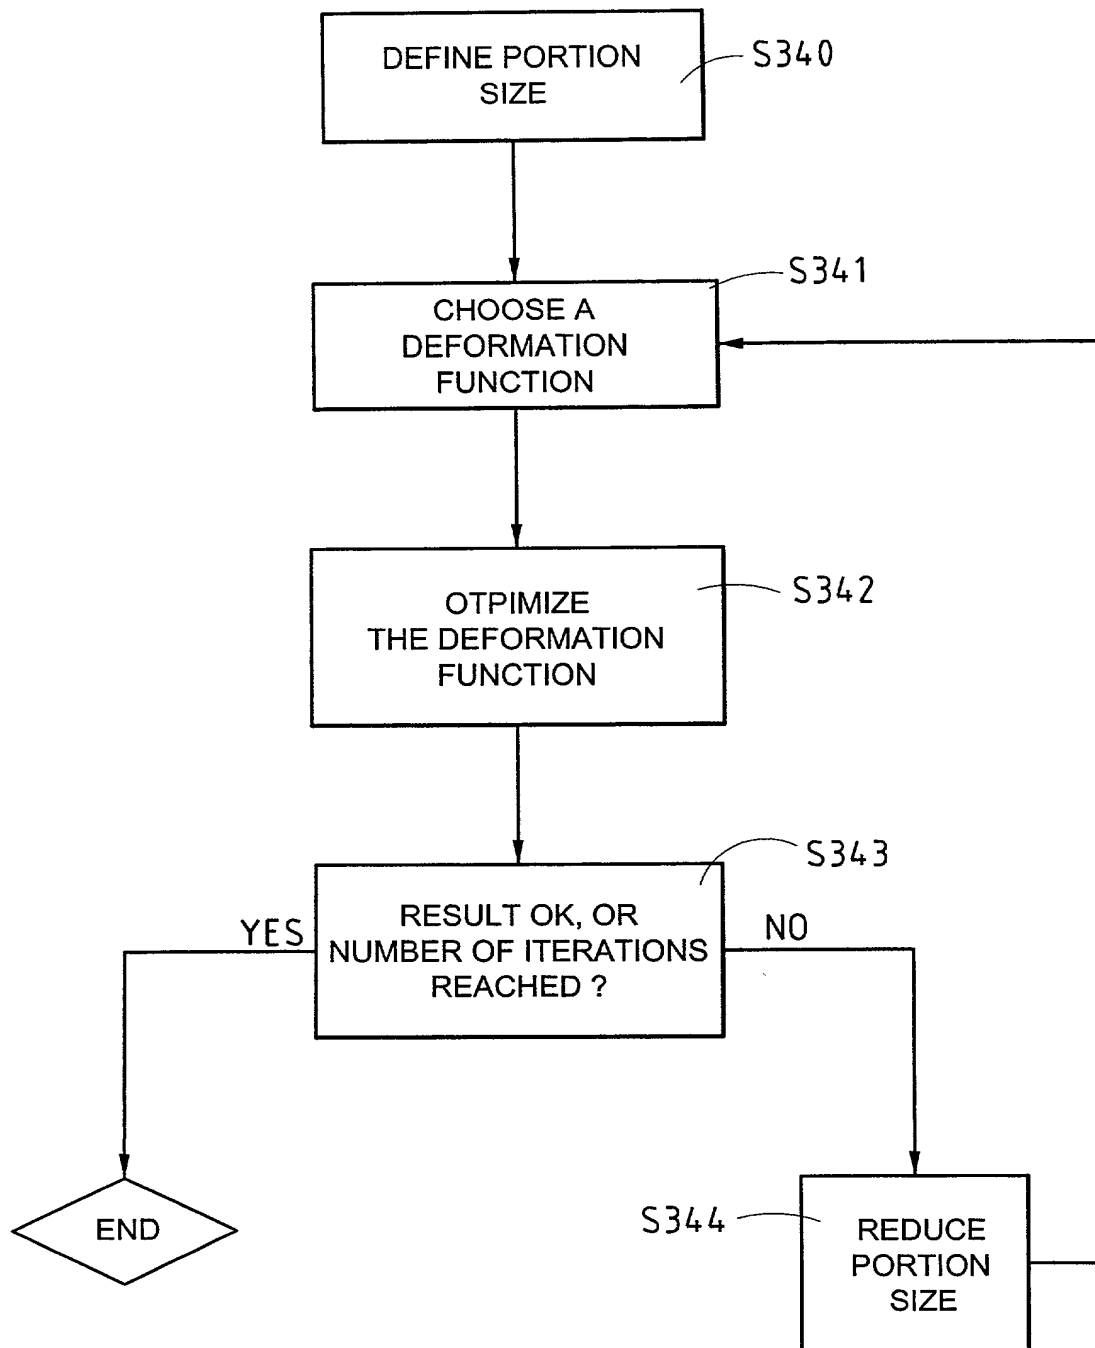 DEFINE PORTION
SIZE
S340
S341
CHOOSE A
DEFORMATION
FUNCTION
S342
OTPIMIZE
THE DEFORMATION
FUNCTION
S343
YES
RESULT OK, OR
NUMBER OF ITERATIONS
REACHED ?
NO
END
S344
REDUCE
PORTION
SIZE